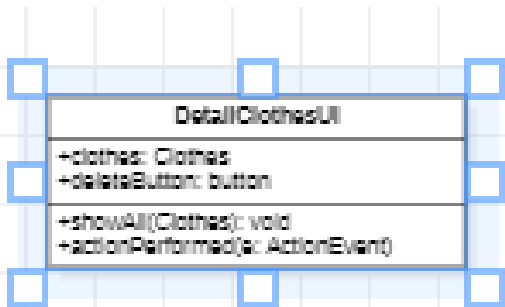 DetailClothesUI
+clothes: Clothes
+deleteButton: button
+showAll(Clothes): void
+actionPerformed(e: ActionEvent)